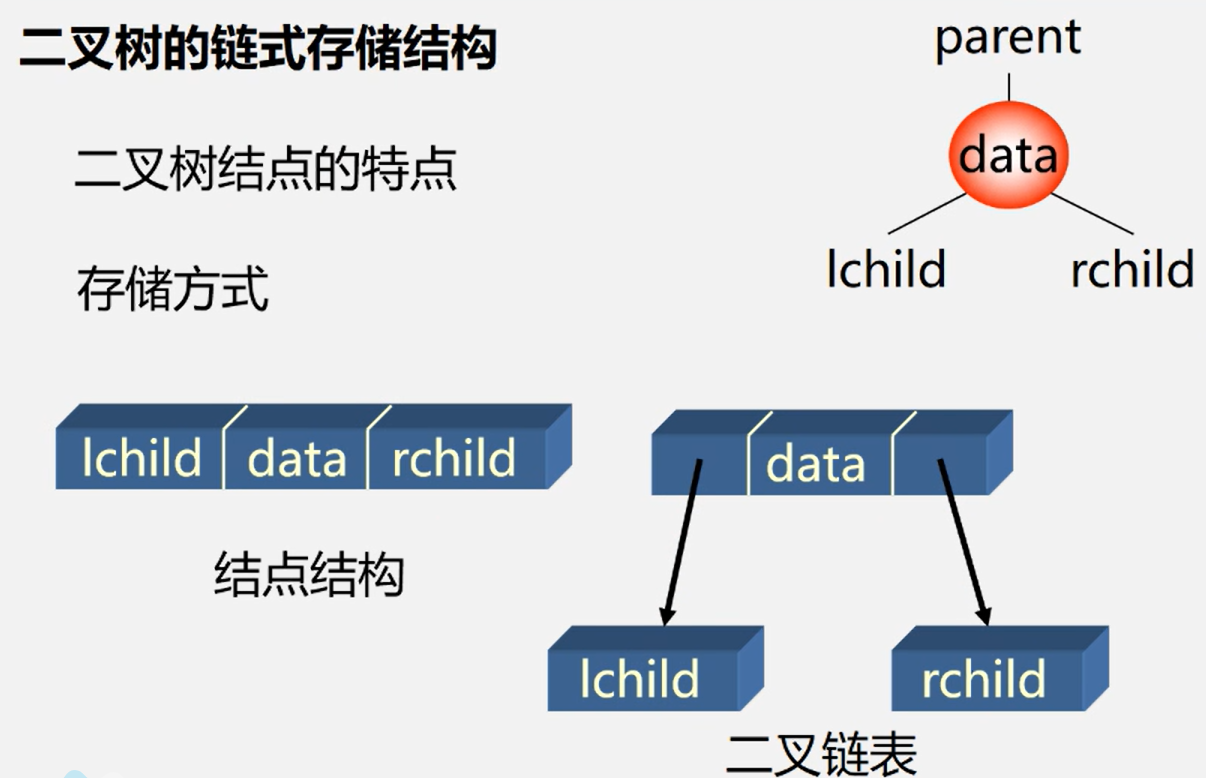 二叉树的链式存储结构
parent
data
lchild rchild
二叉树结点的特点
存储方式
lchild data rchild
结点结构
data
lchild rchild
二叉链表